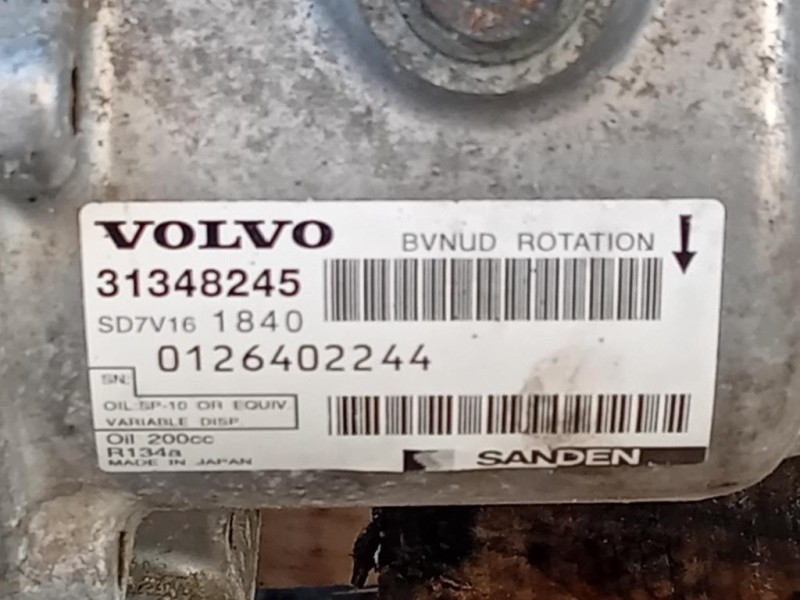 VOLVO BVNUD ROTATION
31348245
SD7V16 1840
0126402244
SN:
OIL:SP-10 OR EQUIV.
VARIABLE DISP.
Oil 200cc
R134a
MADE IN JAPAN
SANDEN